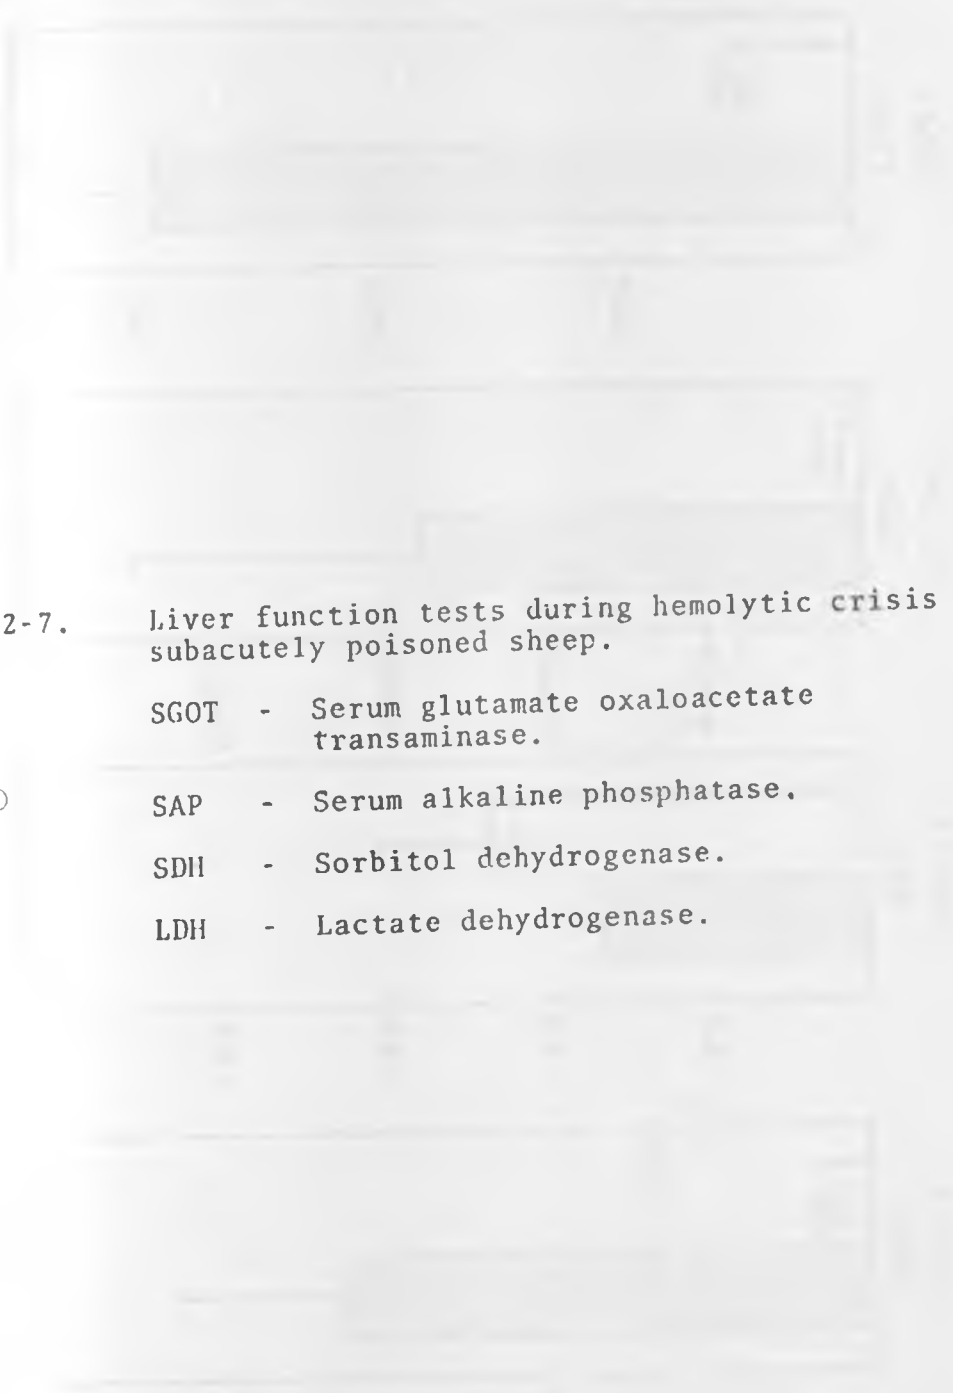 2-7. Liver function tests during hemolytic crisis
subacutely poisoned sheep.
SGOT - Serum glutamate oxaloacetate
transaminase.
SAP - Serum alkaline phosphatase.
SDH - Sorbitol dehydrogenase.
LDH - Lactate dehydrogenase.